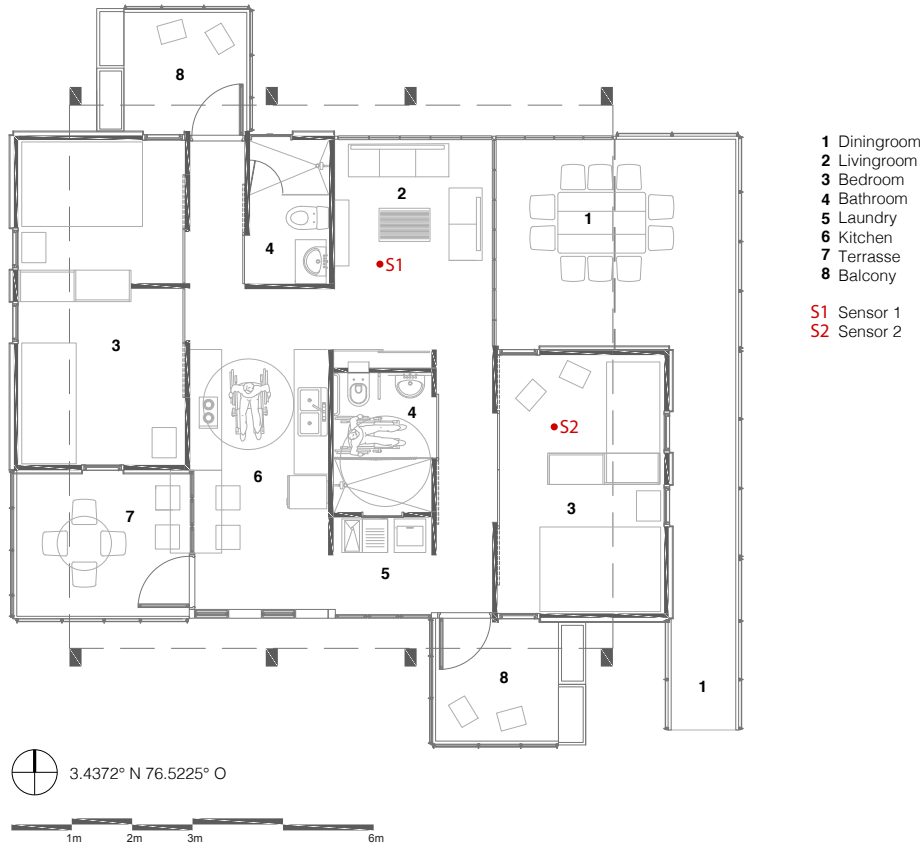 8
1 Diningroom
2 Livingroom
3 Bedroom
4 Bathroom
5 Laundry
6 Kitchen
7 Terrasse
8 Balcony
S1 Sensor 1
S2 Sensor 2
2
1
4
S1
3
4
S2
6
3
7
5
8
1
3.4372° N 76.5225° O
1m 2m 3m 6m